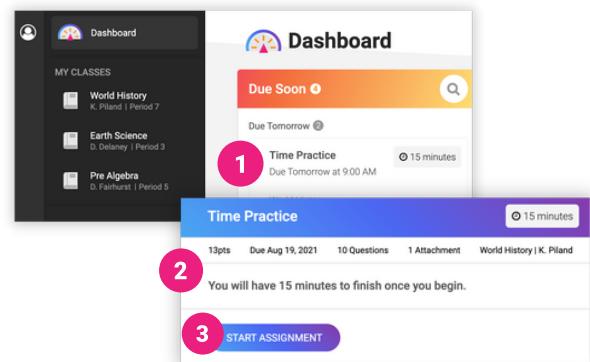 Dashboard
MY CLASSES
World History
K. Piland | Period 7
Earth Science
D. Delaney | Period 3
Pre Algebra
D. Fairhurst | Period 5
Dashboard
Due Soon 4
Due Tomorrow 2
1
Time Practice
15 minutes
Due Tomorrow at 9:00 AM
Time Practice
15 minutes
13pts Due Aug 19, 2021 10 Questions 1 Attachment World History | K. Piland
2
You will have 15 minutes to finish once you begin.
3
START ASSIGNMENT